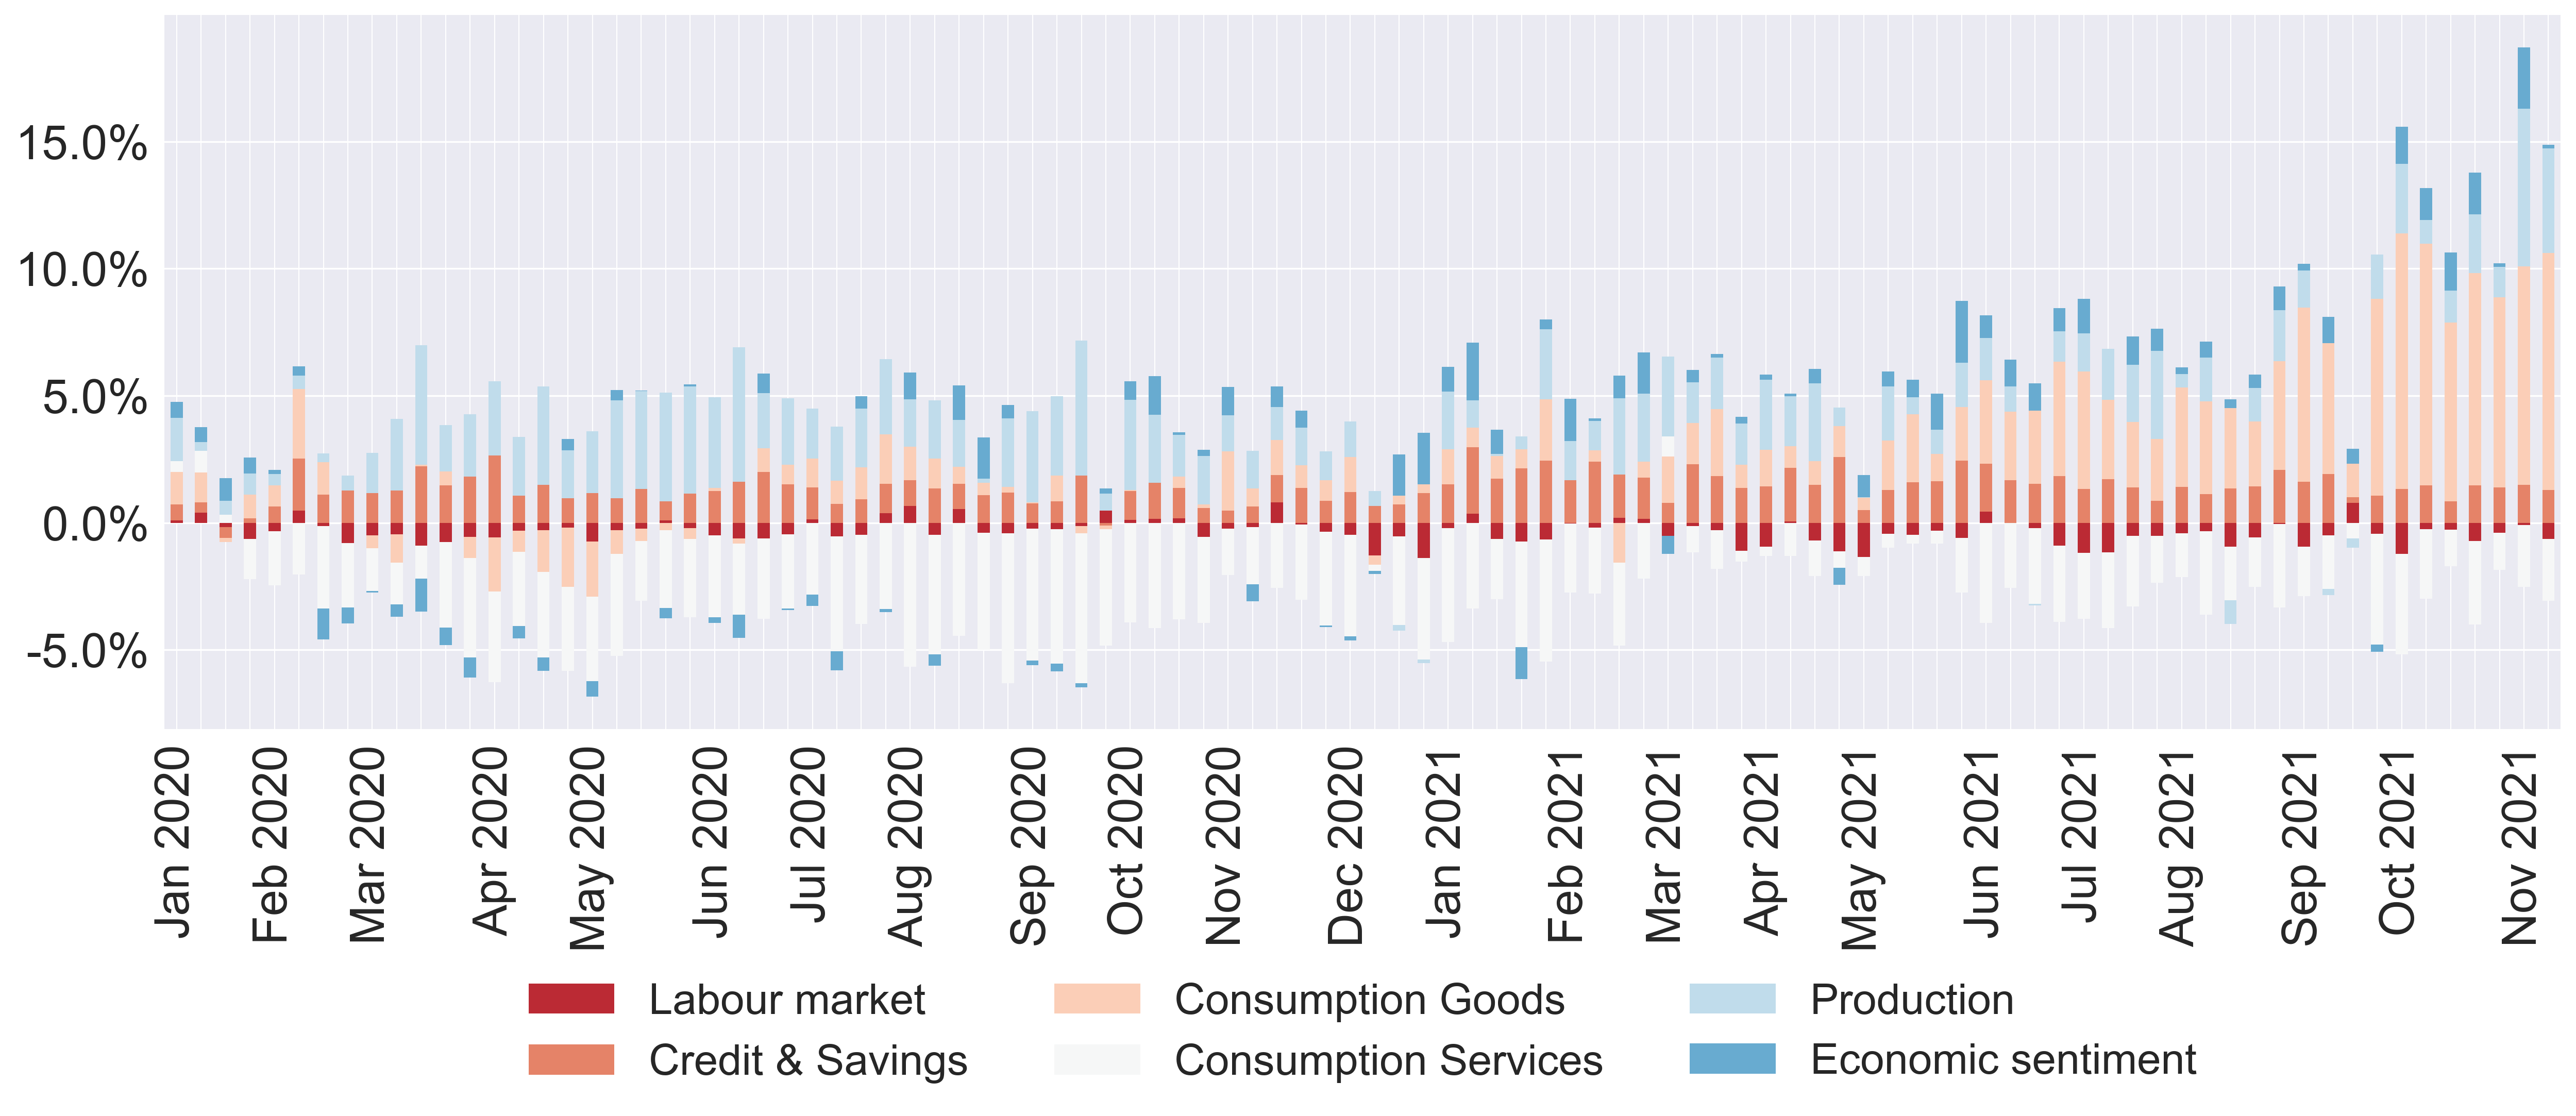 15.0%
10.0%
5.0%
0.0%
-5.0%
Jan 2020
Feb 2020
Mar 2020
Apr 2020
May 2020
Jun 2020
Jul 2020
Aug 2020
Sep 2020
Oct 2020
Nov 2020
Dec 2020
Jan 2021
Feb 2021
Mar 2021
Apr 2021
May 2021
Jun 2021
Jul 2021
Aug 2021
Sep 2021
Oct 2021
Nov 2021
Labour market
Consumption Goods
Production
Credit & Savings
Consumption Services
Economic sentiment